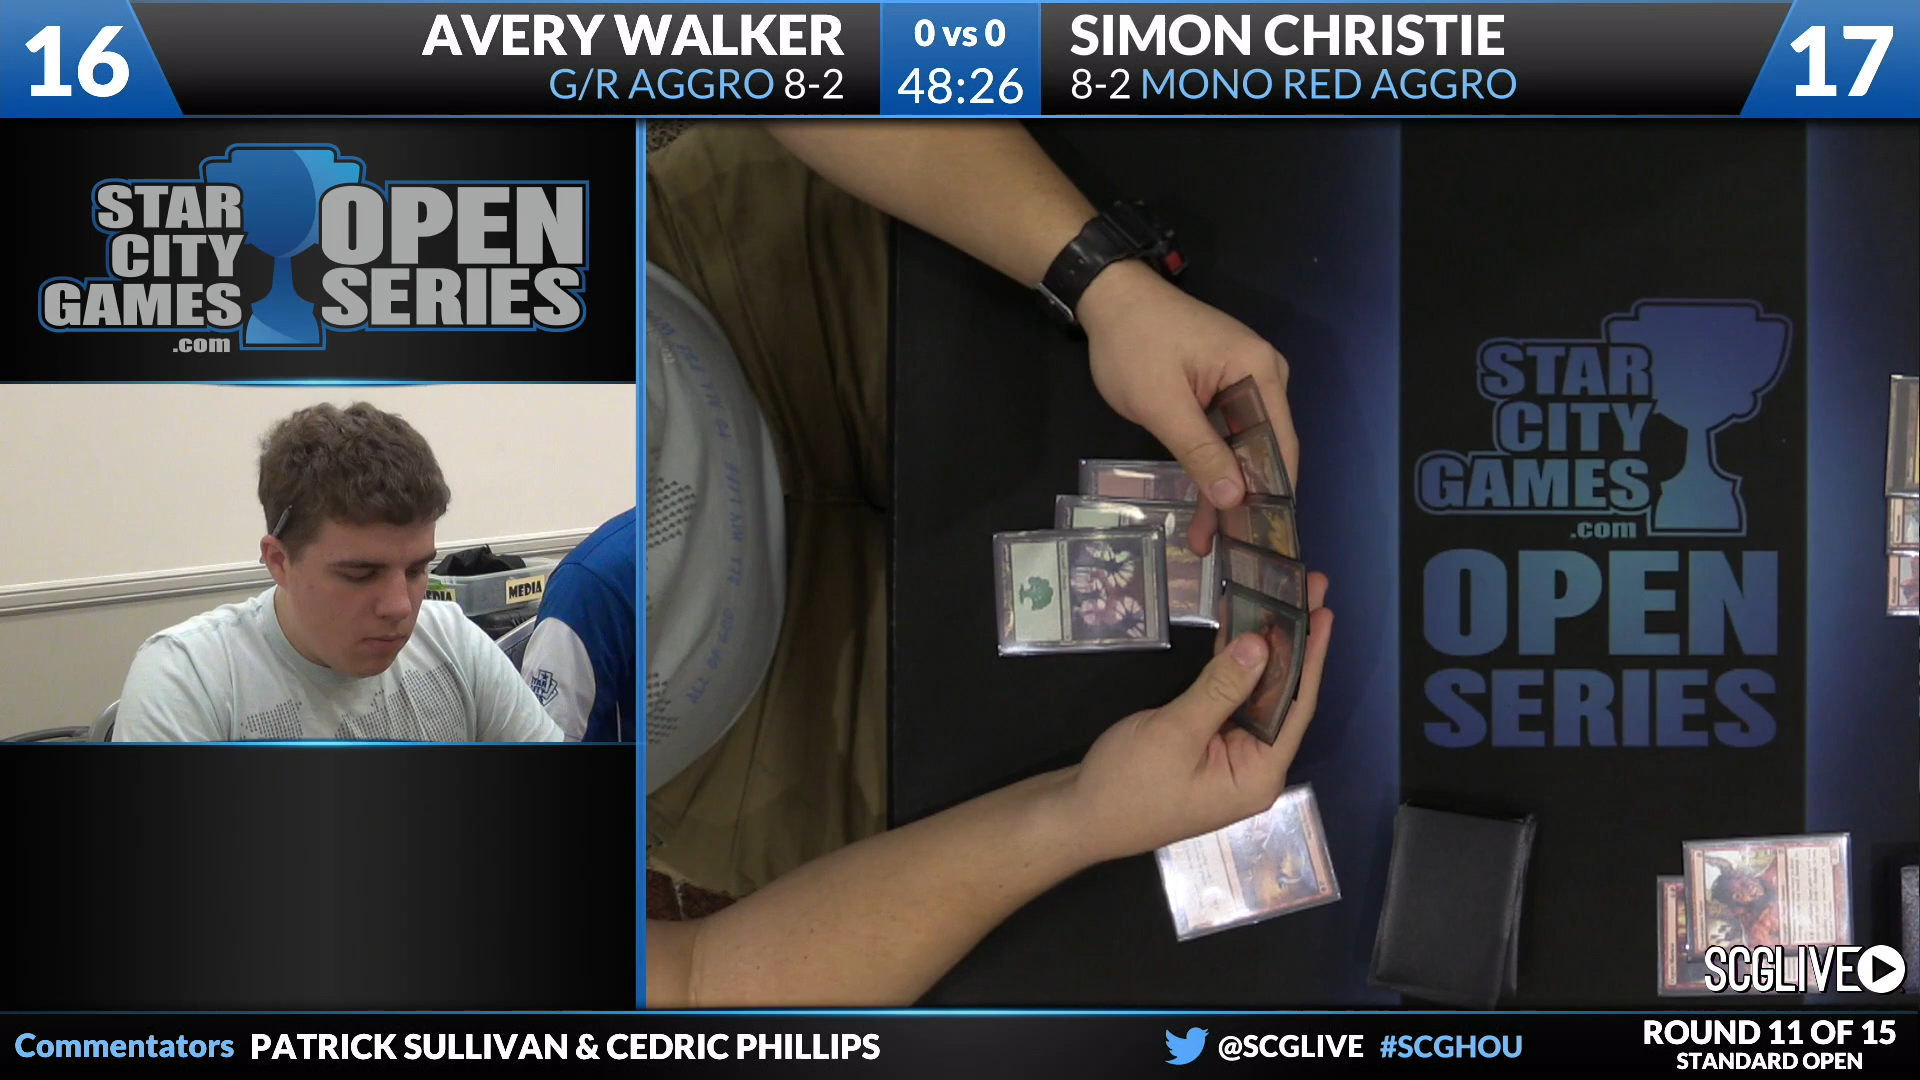 16
AVERY WALKER
G/R AGGRO 8-2
0 vs 0
48:26
SIMON CHRISTIE
8-2 MONO RED AGGRO
17
STAR
CITY
GAMES
.com
OPEN
SERIES
MEDIA
STAR
CITY
GAMES
.com
OPEN
SERIES
SCGLIVE
Commentators PATRICK SULLIVAN & CEDRIC PHILLIPS
@SCGLIVE #SCGHOU
ROUND 11 OF 15
STANDARD OPEN